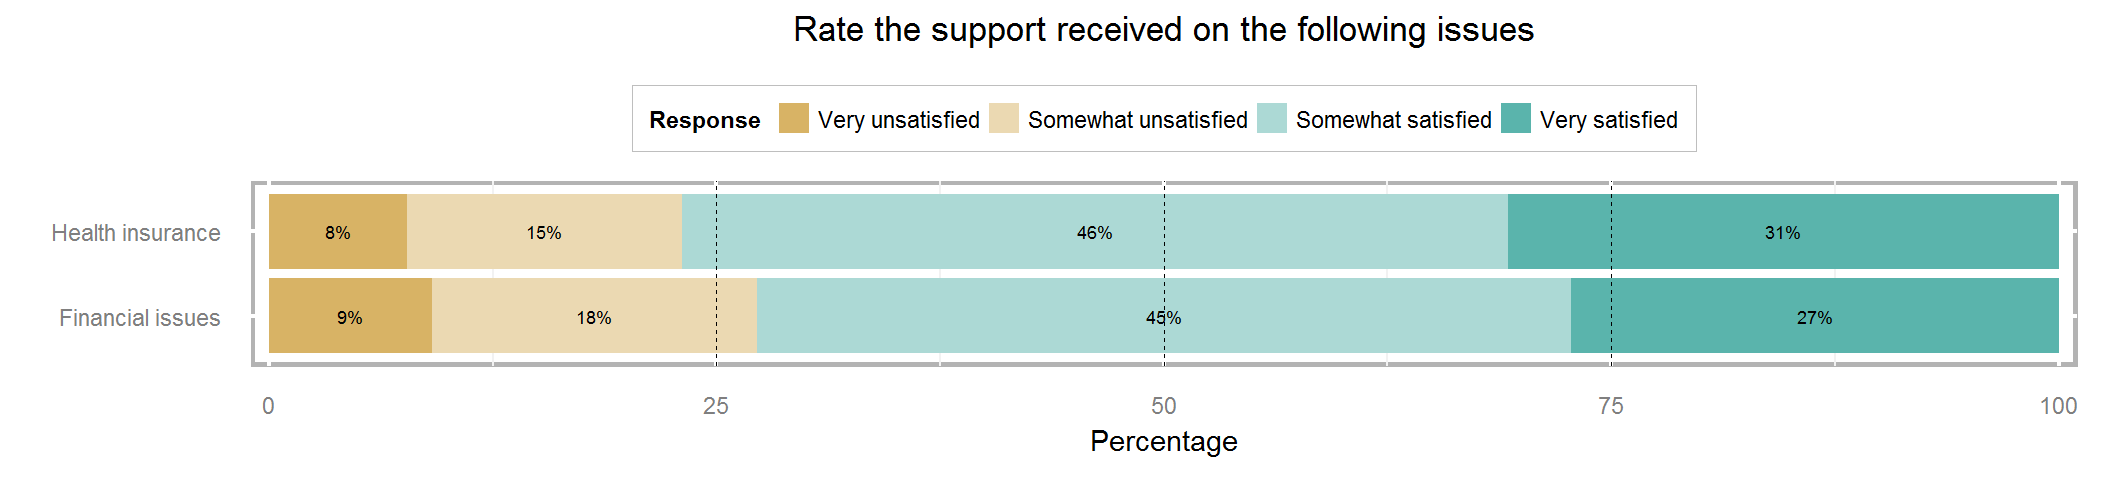 Rate the support received on the following issues
Response Very unsatisfied Somewhat unsatisfied Somewhat satisfied Very satisfied
Health insurance 8% 15% 46% 31%
Financial issues 9% 18% 45% 27%
0 25 50 75 100
Percentage